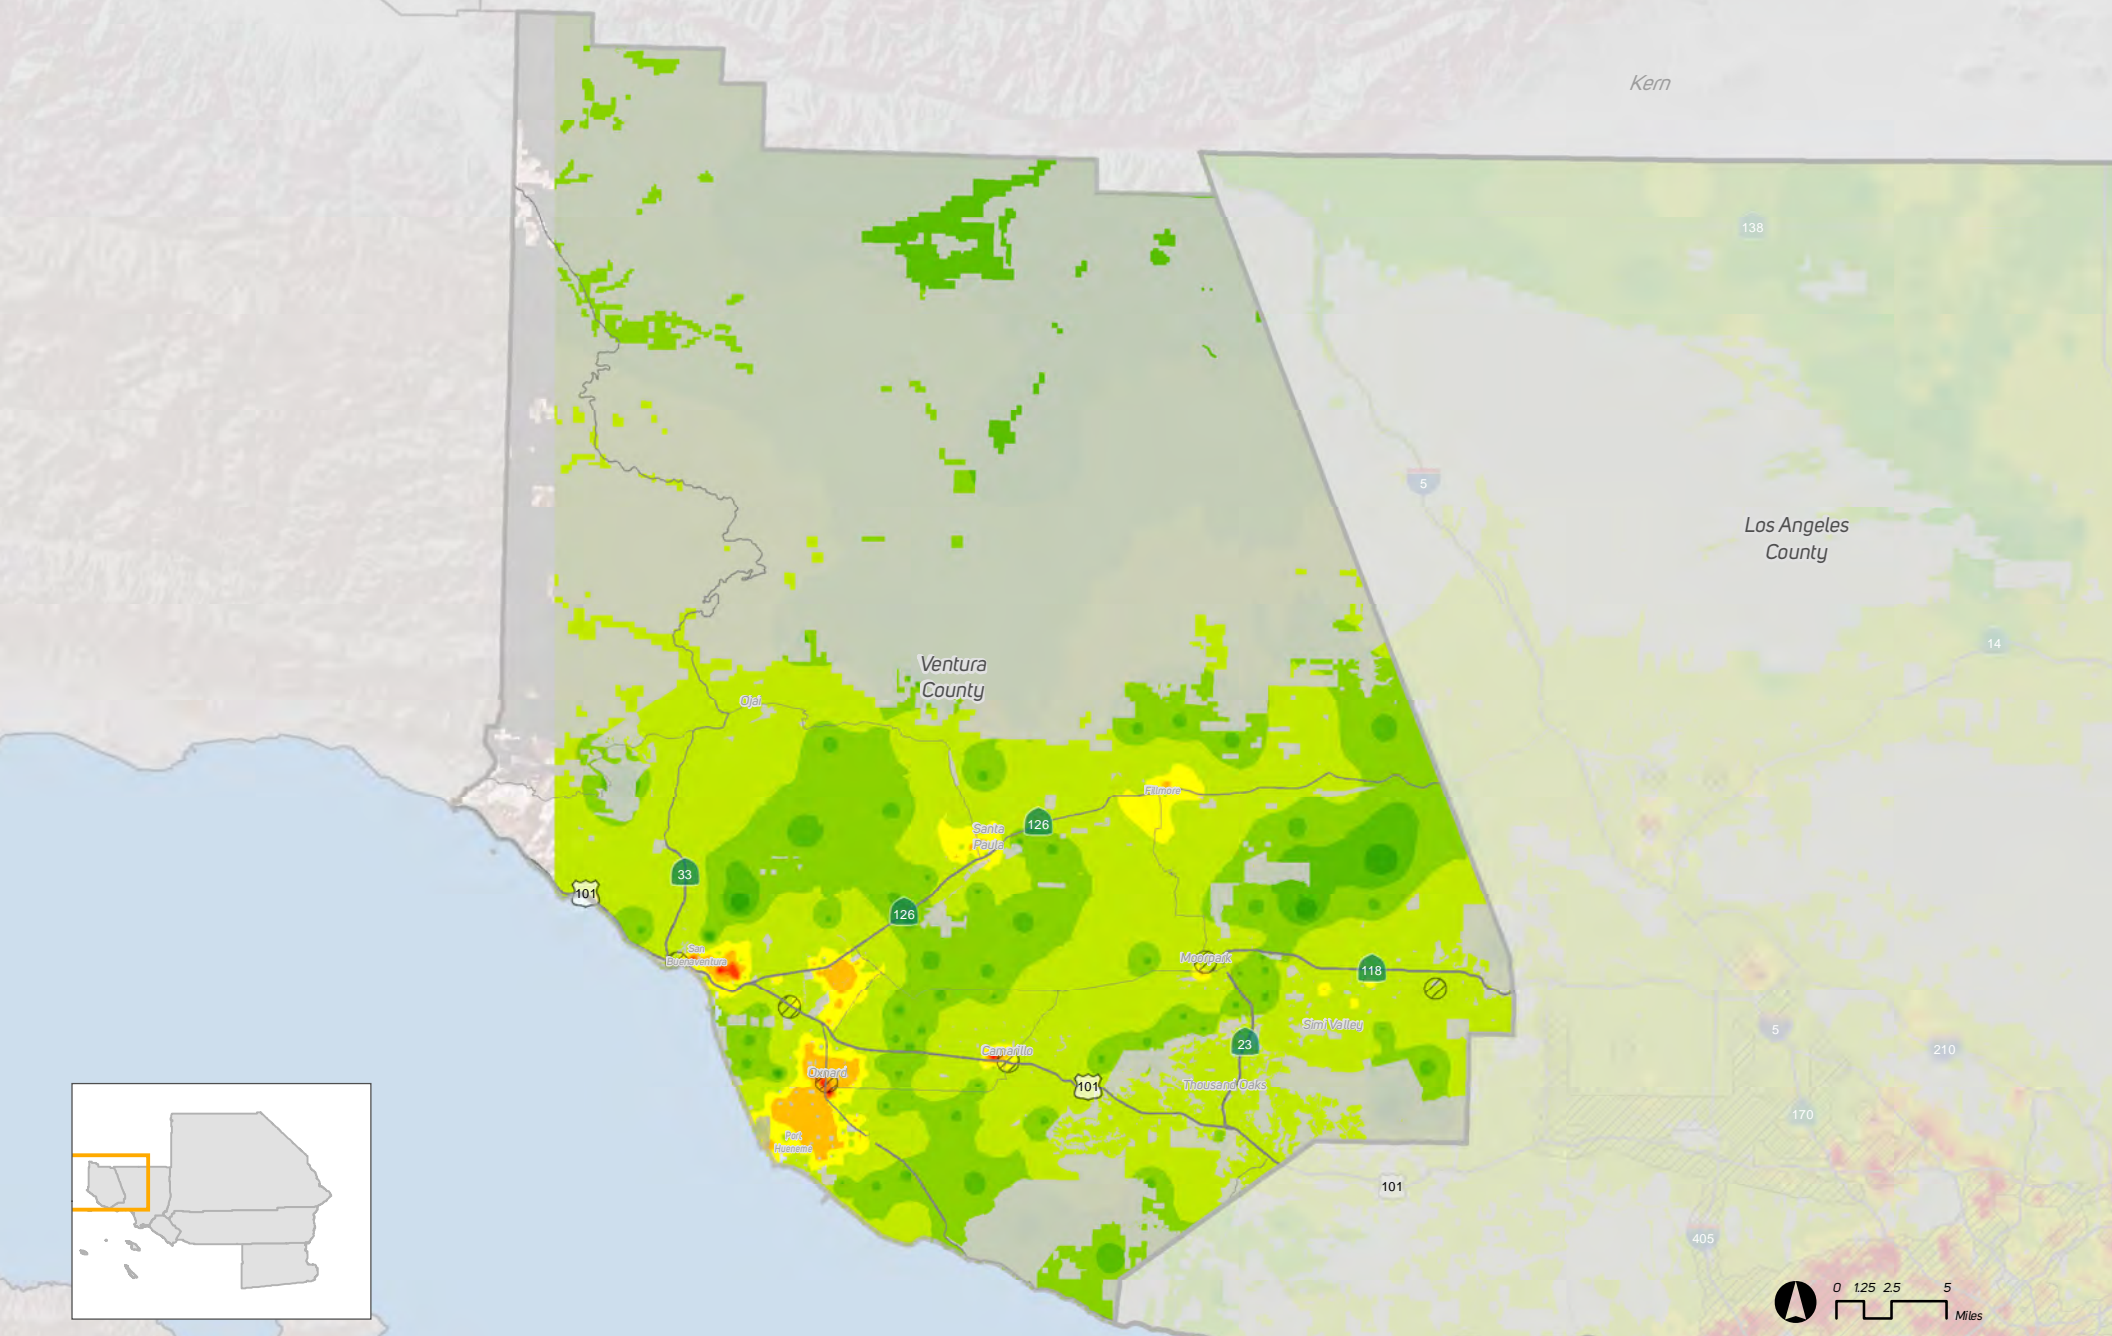 Kern
138
5
Los Angeles
County
14
Ventura
County
Ojai
Fillmore
126
Santa
Paula
33
101
126
San
Buenaventura
Moorpark
118
Simi Valley
5
23
210
Camarillo
Oxnard
101
Thousand Oaks
170
Port
Hueneme
101
405
0 1.25 2.5 5
Miles